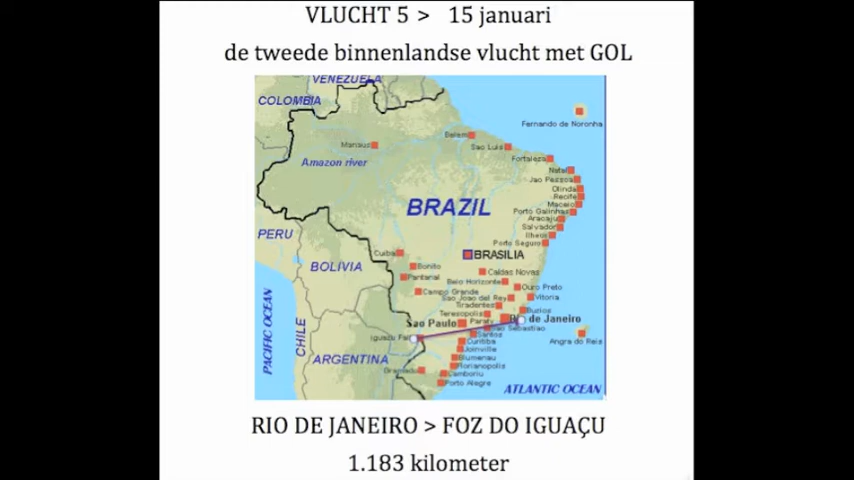 VLUCHT 5 > 15 januari
de tweede binnenlandse vlucht met GOL
VENEZUELA
COLOMBIA
Fernando de Noronha
Belem
Sao Luis
Manaus
Fortaleza
Amazon river
Natal
Jao Pessoa
Olinda
Recife
Maceio
BRAZIL
Porto Galinhas
Aracaju
Salvador
Ilheus
PERU
Porto Seguro
Cuiba
BRASILIA
BOLIVIA
Bonito
Caldas Novas
Pantanal
Belo Horizonte
Ouro Preto
Campo Grande
Sao Joao del Rey
Vitoria
Tiradentes
Buzios
Teresopolis
PACIFIC OCEAN
CHILE
Sao Paulo
Paraty
de Janeiro
Sao Sebastiao
Santos
Iguazu
Angra do Reis
Curitiba
Joinville
ARGENTINA
Blumenau
Florianopolis
Gramado
Camboriu
Porto Alegre
ATLANTIC OCEAN
RIO DE JANEIRO > FOZ DO IGUAÇU
1.183 kilometer